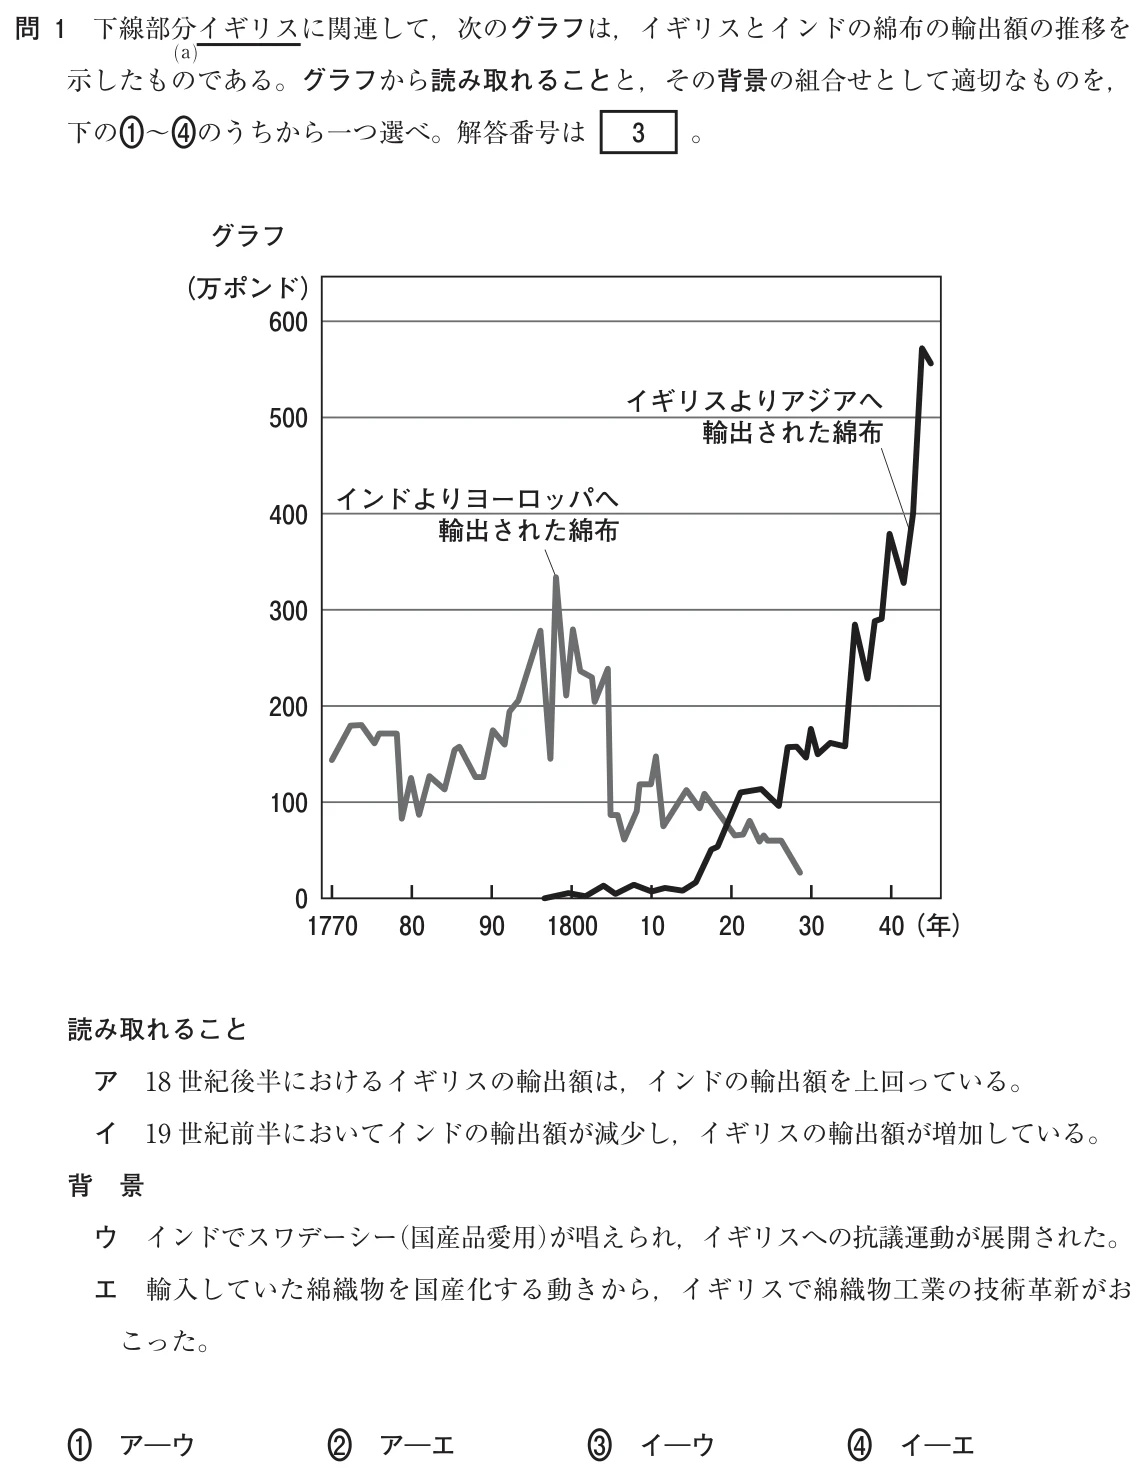 問 1 下線部分イギリスに関連して，次のグラフは，イギリスとインドの綿布の輸出額の推移を
(a)
示したものである。グラフから読み取れることと，その背景の組合せとして適切なものを，
下の①～④のうちから一つ選べ。解答番号は 3 。
グラフ
(万ポンド)
600
500
400
300
200
100
0
イギリスよりアジアへ
輸出された綿布
インドよりヨーロッパへ
輸出された綿布
1770 80 90 1800 10 20 30 40 (年)
読み取れること
ア 18 世紀後半におけるイギリスの輸出額は，インドの輸出額を上回っている。
イ 19 世紀前半においてインドの輸出額が減少し，イギリスの輸出額が増加している。
背 景
ウ インドでスワデーシー(国産品愛用)が唱えられ，イギリスへの抗議運動が展開された。
エ 輸入していた綿織物を国産化する動きから，イギリスで綿織物工業の技術革新がお
こった。
① ア―ウ ② ア―エ ③ イ―ウ ④ イ―エ